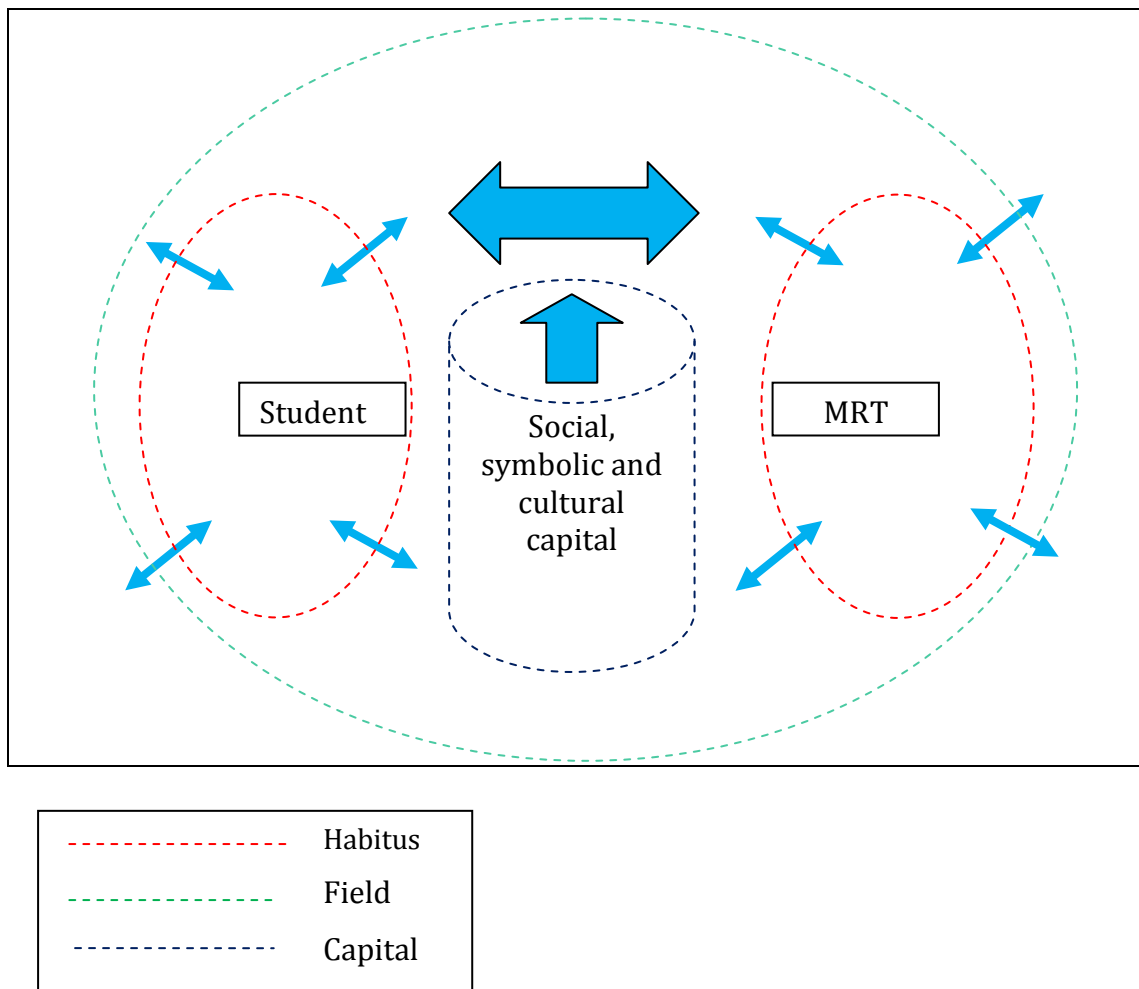 Student
MRT
Social,
symbolic and
cultural
capital
Habitus
Field
Capital